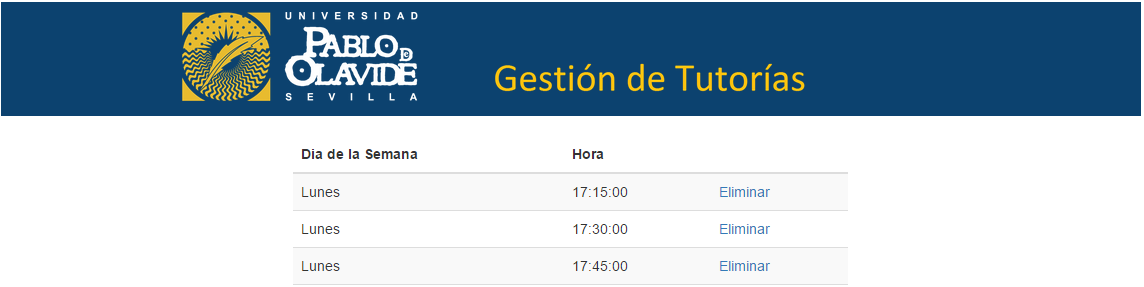 UNIVERSIDAD
PABLO DE
OLAVIDE
SEVILLA
Gestión de Tutorías
Dia de la Semana Hora
Lunes 17:15:00 Eliminar
Lunes 17:30:00 Eliminar
Lunes 17:45:00 Eliminar